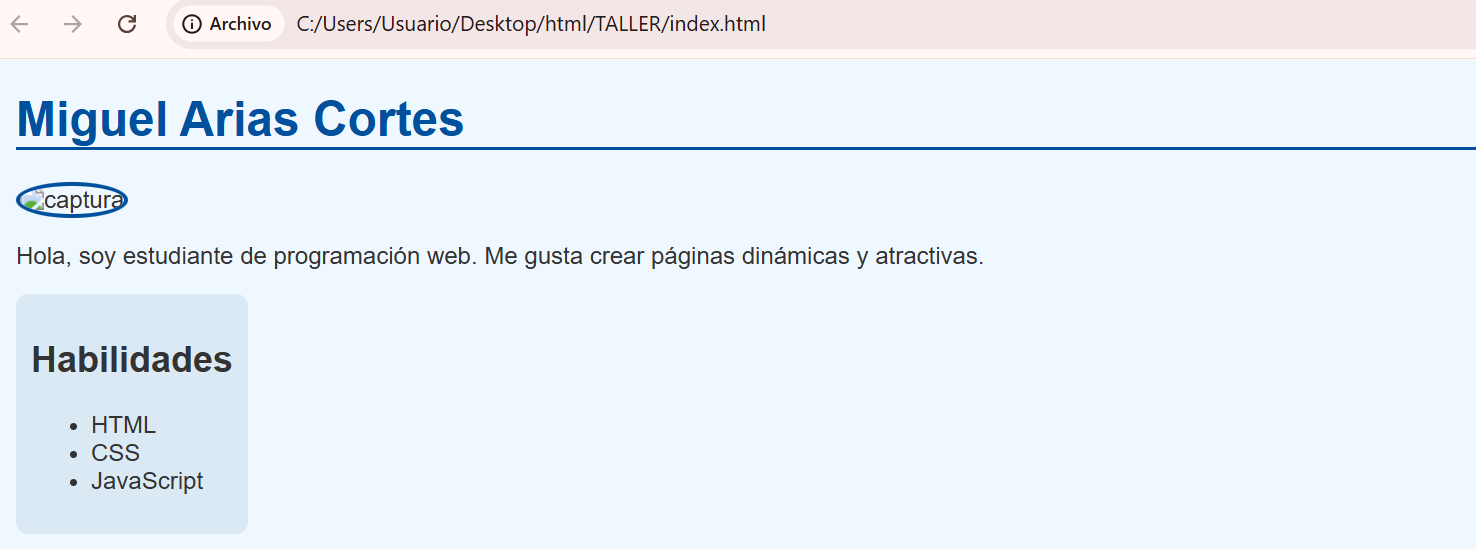 Archivo C:/Users/Usuario/Desktop/html/TALLER/index.html
Miguel Arias Cortes
captura
Hola, soy estudiante de programación web. Me gusta crear páginas dinámicas y atractivas.
Habilidades
HTML
CSS
JavaScript